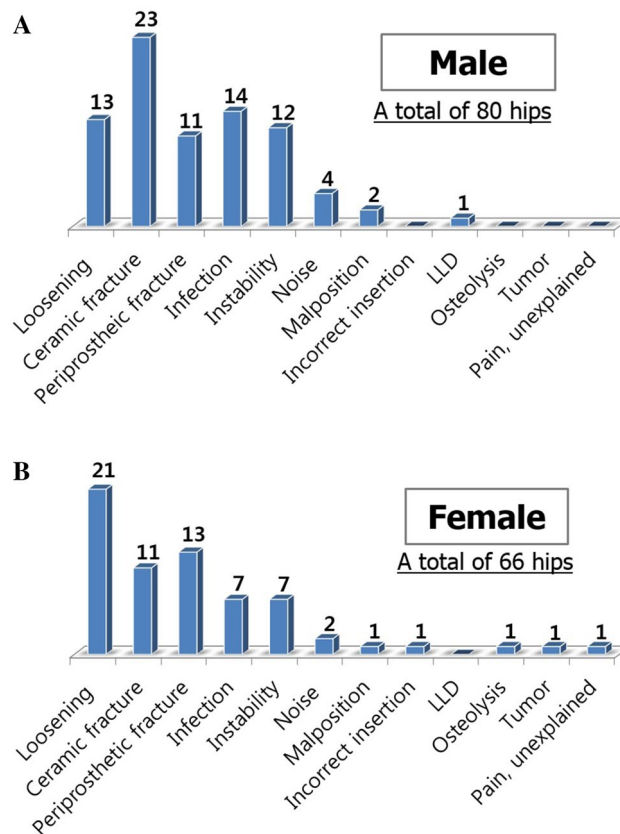 A
Male
A total of 80 hips
13
23
11
14
12
4
2
1
Loosening
Ceramic fracture
Periprostheic fracture
Infection
Instability
Noise
Malposition
Incorrect insertion
LLD
Osteolysis
Tumor
Pain, unexplained
B
Female
A total of 66 hips
21
11
13
7
7
2
1
1
1
1
1
Loosening
Ceramic fracture
Periprosthetic fracture
Infection
Instability
Noise
Malposition
Incorrect insertion
LLD
Osteolysis
Tumor
Pain, unexplained